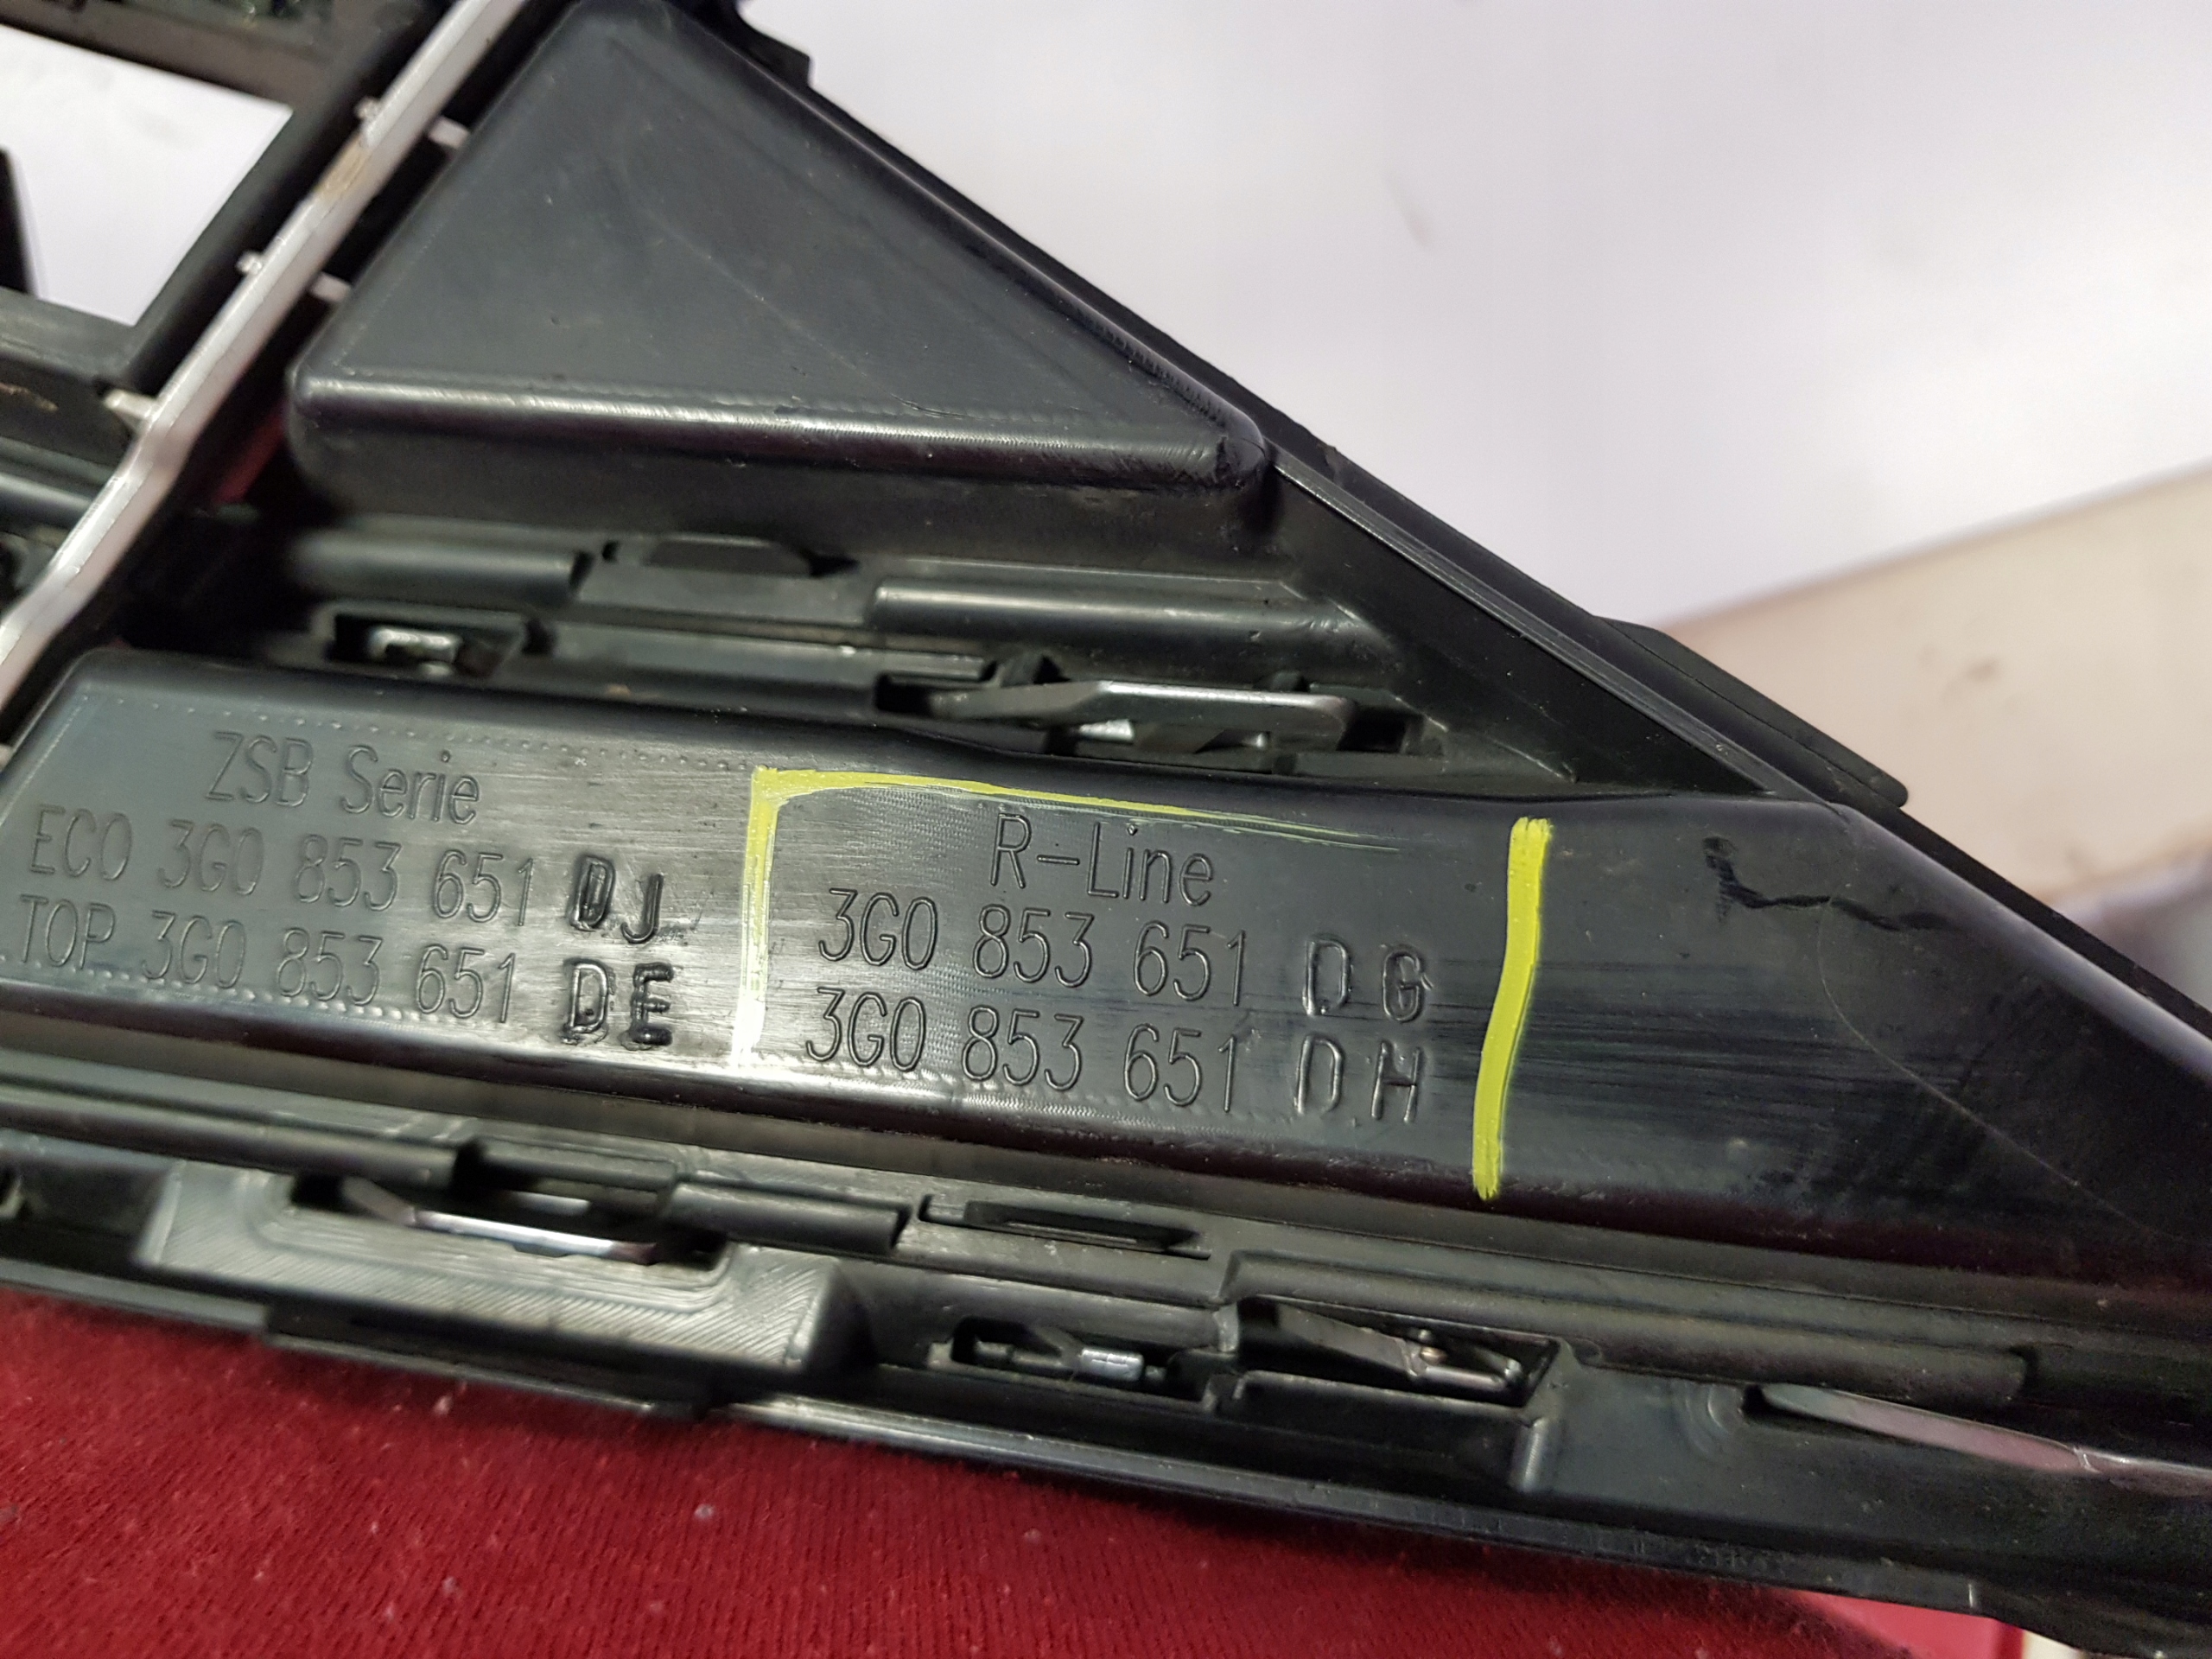 ZSB Serie
ECO 3G0 853 651 DJ
TOP 3G0 853 651 DE
R-Line
3G0 853 651 DG
3G0 853 651 DH